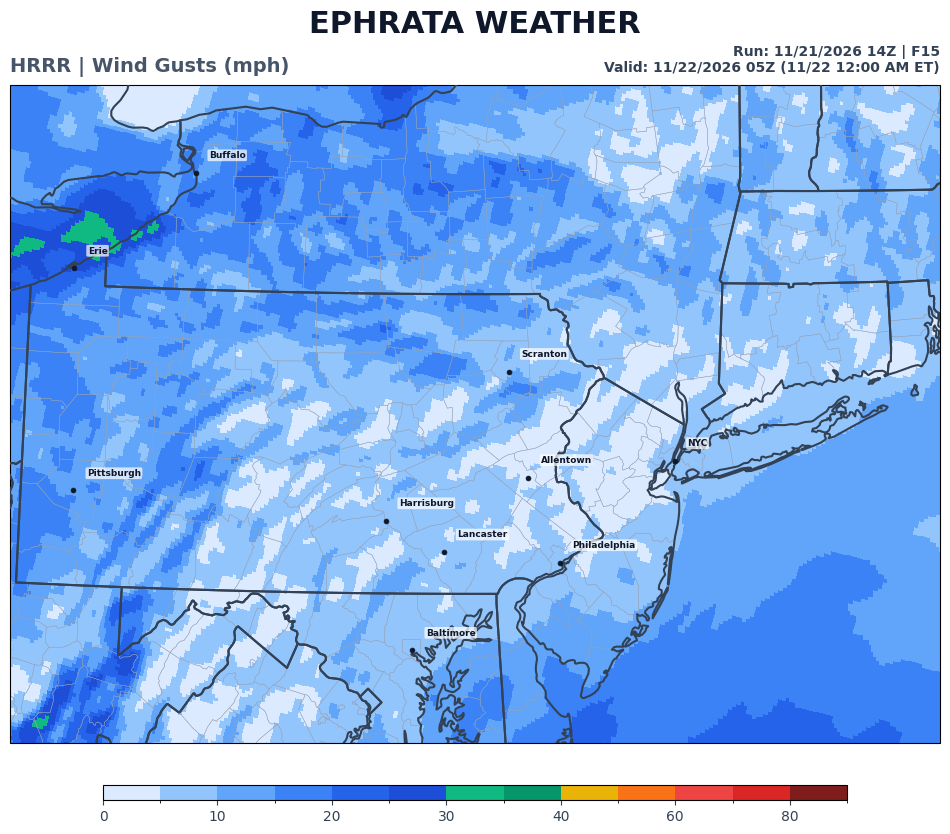 EPHRATA WEATHER
HRRR | Wind Gusts (mph)
Run: 11/21/2026 14Z | F15
Valid: 11/22/2026 05Z (11/22 12:00 AM ET)
Buffalo
Erie
Scranton
NYC
Allentown
Pittsburgh
Harrisburg
Lancaster
Philadelphia
Baltimore
0 10 20 30 40 50 60 70 80